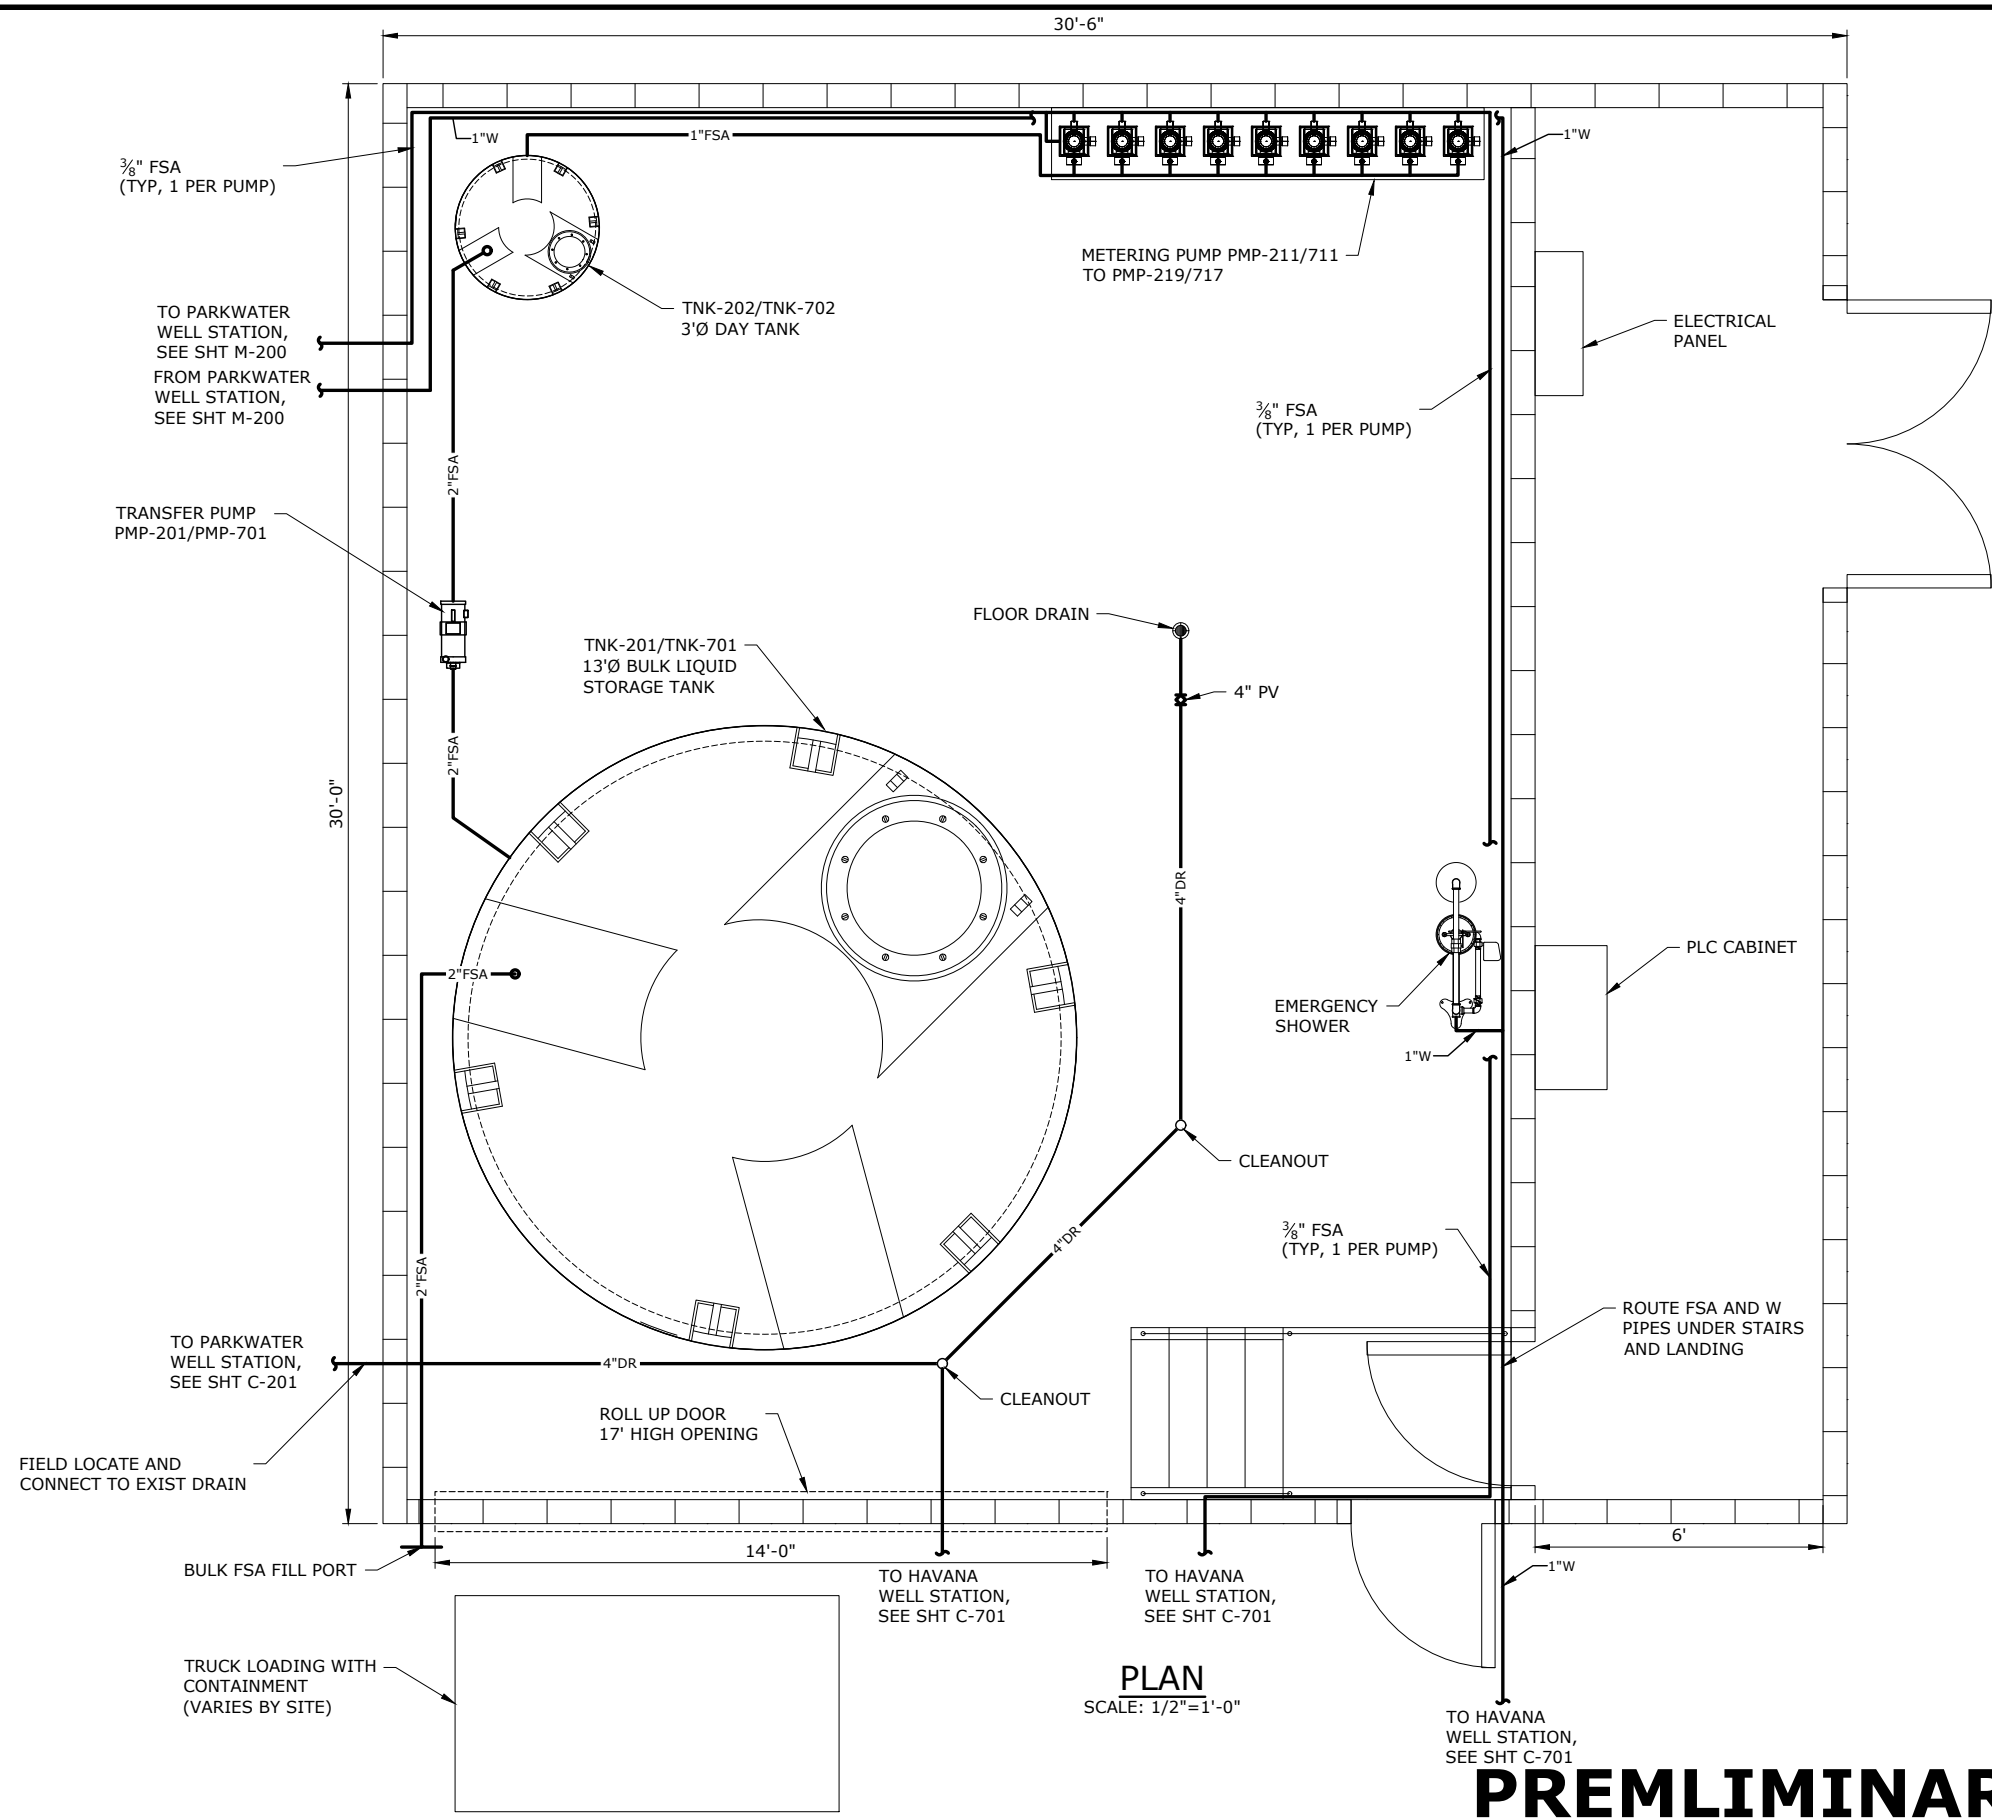 30'-6"
1"W
1"FSA
1"W
⅜" FSA
(TYP, 1 PER PUMP)
METERING PUMP PMP-211/711
TO PMP-219/717
TNK-202/TNK-702
3'Ø DAY TANK
TO PARKWATER
WELL STATION,
SEE SHT M-200
FROM PARKWATER
WELL STATION,
SEE SHT M-200
ELECTRICAL
PANEL
⅜" FSA
(TYP, 1 PER PUMP)
2"FSA
TRANSFER PUMP
PMP-201/PMP-701
FLOOR DRAIN
TNK-201/TNK-701
13'Ø BULK LIQUID
STORAGE TANK
4" PV
2"FSA
30'-0"
4"DR
2"FSA
PLC CABINET
EMERGENCY
SHOWER
1"W
CLEANOUT
⅜" FSA
(TYP, 1 PER PUMP)
4"DR
2"FSA
ROUTE FSA AND W
PIPES UNDER STAIRS
AND LANDING
TO PARKWATER
WELL STATION,
SEE SHT C-201
4"DR
CLEANOUT
ROLL UP DOOR
17' HIGH OPENING
FIELD LOCATE AND
CONNECT TO EXIST DRAIN
6'
14'-0"
BULK FSA FILL PORT
1"W
TO HAVANA
WELL STATION,
SEE SHT C-701
TO HAVANA
WELL STATION,
SEE SHT C-701
TRUCK LOADING WITH
CONTAINMENT
(VARIES BY SITE)
PLAN
SCALE: 1/2"=1'-0"
TO HAVANA
WELL STATION,
SEE SHT C-701
PREMLIMINAR